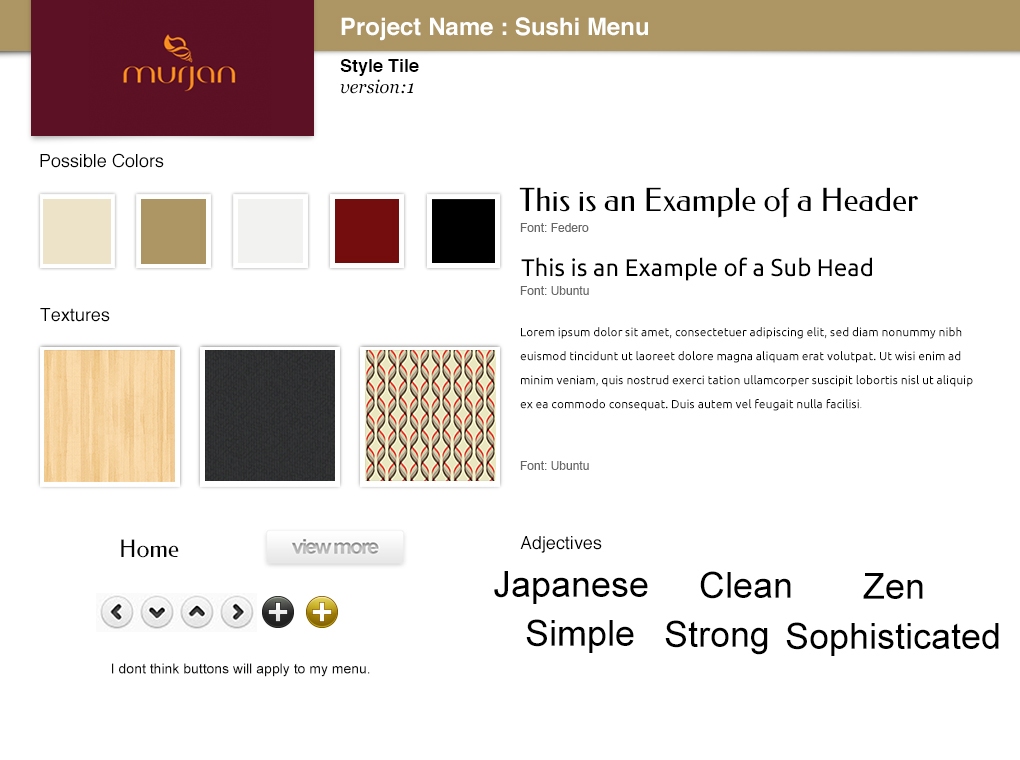 murjan
Project Name : Sushi Menu
Style Tile
version:1
Possible Colors
This is an Example of a Header
Font: Federo
This is an Example of a Sub Head
Font: Ubuntu
Textures
Lorem ipsum dolor sit amet, consectetuer adipiscing elit, sed diam nonummy nibh
euismod tincidunt ut laoreet dolore magna aliquam erat volutpat. Ut wisi enim ad
minim veniam, quis nostrud exerci tation ullamcorper suscipit lobortis nisl ut aliquip
ex ea commodo consequat. Duis autem vel feugait nulla facilisi.
Font: Ubuntu
Home
view more
I dont think buttons will apply to my menu.
Adjectives
Japanese Clean Zen
Simple Strong Sophisticated